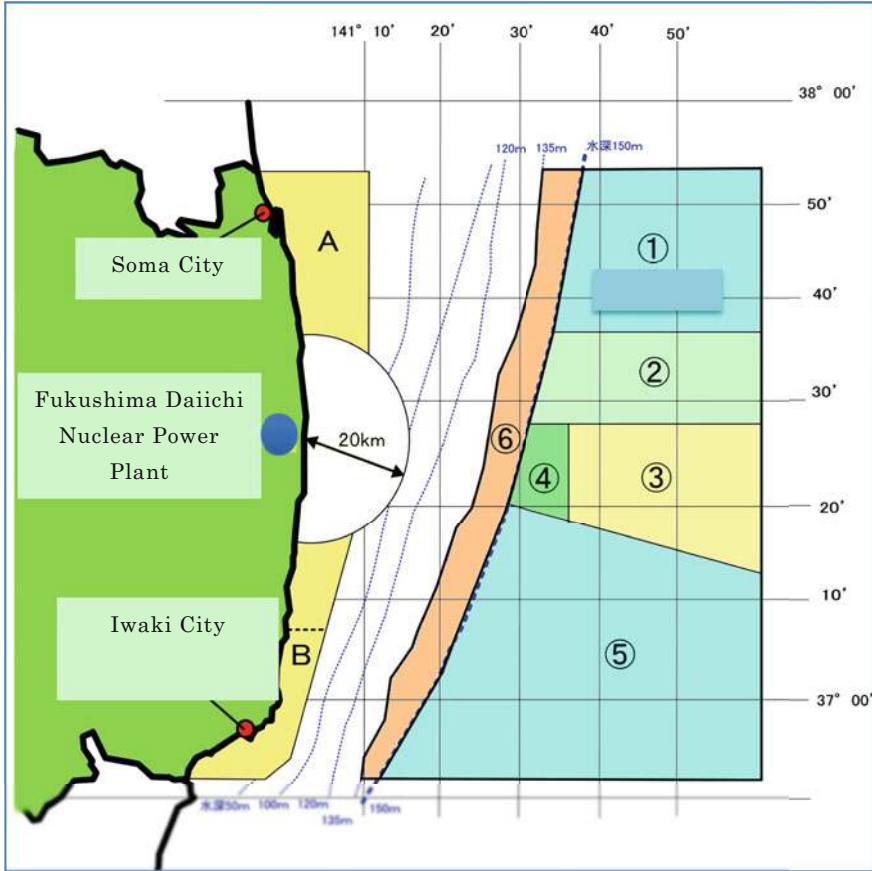 141° 10' 20' 30' 40' 50'
38° 00'
120m 135m 水深150m
50'
A
①
Soma City
40'
②
30'
Fukushima Daiichi
Nuclear Power
Plant
20km
⑥
④
③
20'
10'
Iwaki City
B
⑤
37° 00'
水深50m 100m 120m
135m
150m